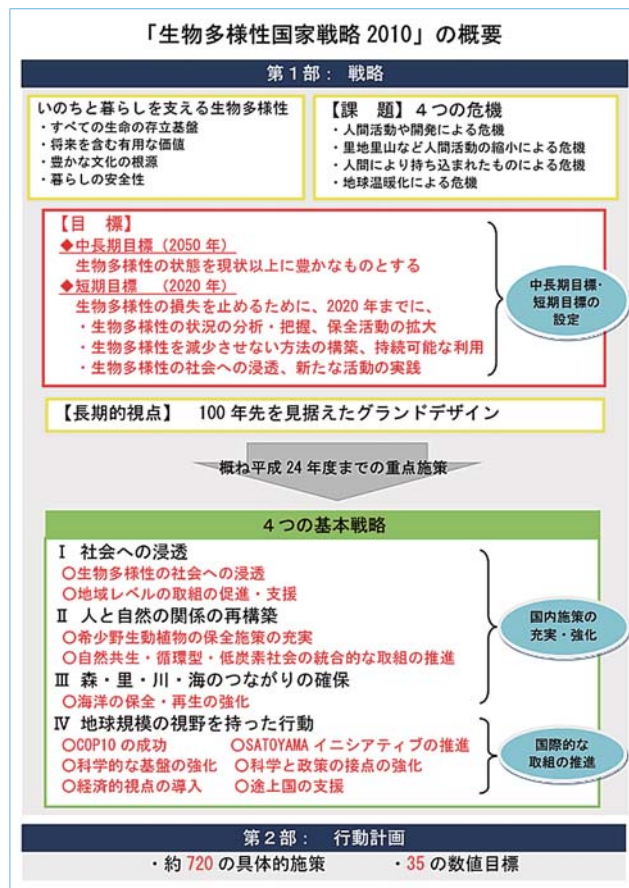 「生物多様性国家戦略 2010」の概要
第1部： 戦略
いのちと暮らしを支える生物多様性
・すべての生命の存立基盤
・将来を含む有用な価値
・豊かな文化の根源
・暮らしの安全性
【課　題】４つの危機
・人間活動や開発による危機
・里地里山など人間活動の縮小による危機
・人間により持ち込まれたものによる危機
・地球温暖化による危機
【目　標】
◆中長期目標（2050 年）
生物多様性の状態を現状以上に豊かなものとする
◆短期目標　（2020 年）
生物多様性の損失を止めるために、2020 年までに、
・生物多様性の状況の分析・把握、保全活動の拡大
・生物多様性を減少させない方法の構築、持続可能な利用
・生物多様性の社会への浸透、新たな活動の実践
中長期目標・
短期目標の
設定
【長期的視点】　100 年先を見据えたグランドデザイン
概ね平成 24 年度までの重点施策
４つの基本戦略
Ⅰ 社会への浸透
○生物多様性の社会への浸透
○地域レベルの取組の促進・支援
Ⅱ 人と自然の関係の再構築
○希少野生動植物の保全施策の充実
○自然共生・循環型・低炭素社会の統合的な取組の推進
Ⅲ 森・里・川・海のつながりの確保
○海洋の保全・再生の強化
国内施策の
充実・強化
Ⅳ 地球規模の視野を持った行動
○COP10 の成功　○SATOYAMA イニシアティブの推進
○科学的な基盤の強化　○科学と政策の接点の強化
○経済的視点の導入　○途上国の支援
国際的な
取組の推進
第２部： 行動計画
・約 720 の具体的施策　・35 の数値目標